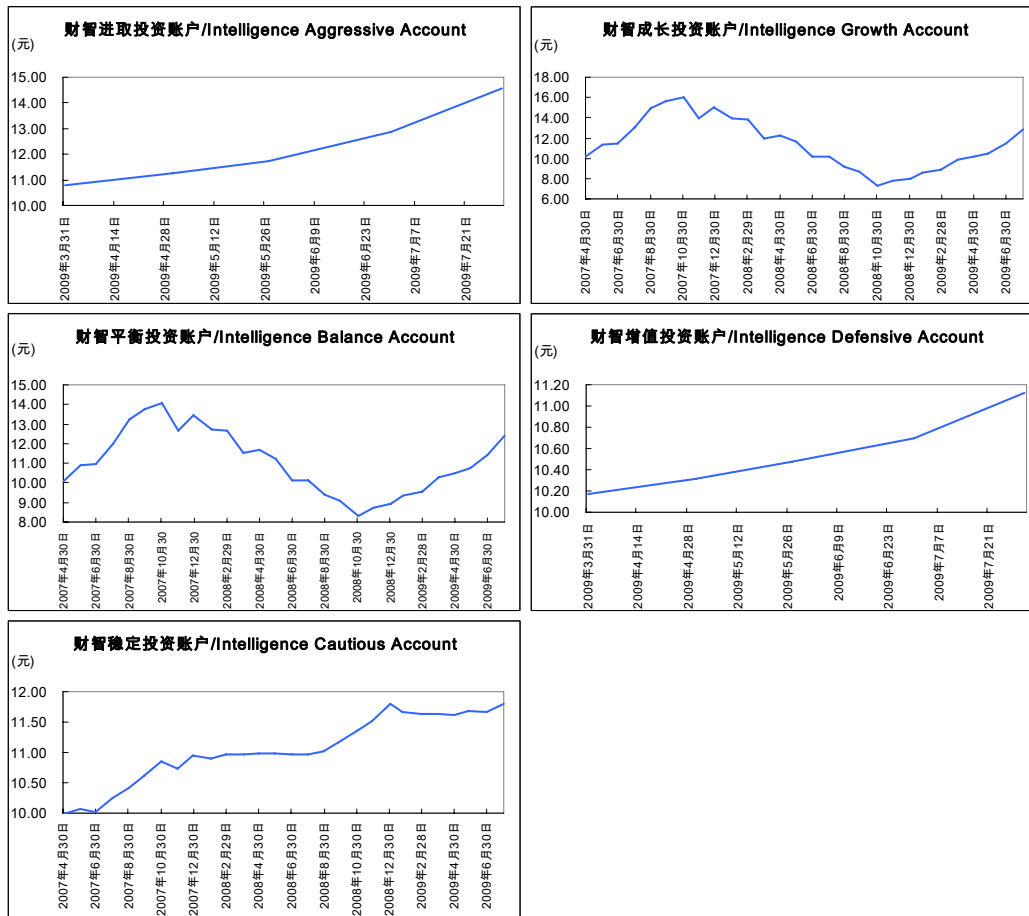 财智进取投资账户/Intelligence Aggressive Account
(元)
15.00
14.00
13.00
12.00
11.00
10.00
2009年3月31日
2009年4月14日
2009年4月28日
2009年5月12日
2009年5月26日
2009年6月9日
2009年6月23日
2009年7月7日
2009年7月21日
财智成长投资账户/Intelligence Growth Account
(元)
18.00
16.00
14.00
12.00
10.00
8.00
6.00
2007年4月30日
2007年6月30日
2007年8月30日
2007年10月30日
2007年12月30日
2008年2月29日
2008年4月30日
2008年6月30日
2008年8月30日
2008年10月30日
2008年12月30日
2009年2月28日
2009年4月30日
2009年6月30日
财智平衡投资账户/Intelligence Balance Account
(元)
15.00
14.00
13.00
12.00
11.00
10.00
9.00
8.00
2007年4月30日
2007年6月30日
2007年8月30日
2007年10月30
2007年12月30
2008年2月29日
2008年4月30日
2008年6月30日
2008年8月30日
2008年10月30
2008年12月30
2009年2月28日
2009年4月30日
2009年6月30日
财智增值投资账户/Intelligence Defensive Account
(元)
11.20
11.00
10.80
10.60
10.40
10.20
10.00
2009年3月31日
2009年4月14日
2009年4月28日
2009年5月12日
2009年5月26日
2009年6月9日
2009年6月23日
2009年7月7日
2009年7月21日
财智稳定投资账户/Intelligence Cautious Account
(元)
12.00
11.50
11.00
10.50
10.00
2007年4月30日
2007年6月30日
2007年8月30日
2007年10月30日
2007年12月30日
2008年2月29日
2008年4月30日
2008年6月30日
2008年8月30日
2008年10月30日
2008年12月30日
2009年2月28日
2009年4月30日
2009年6月30日